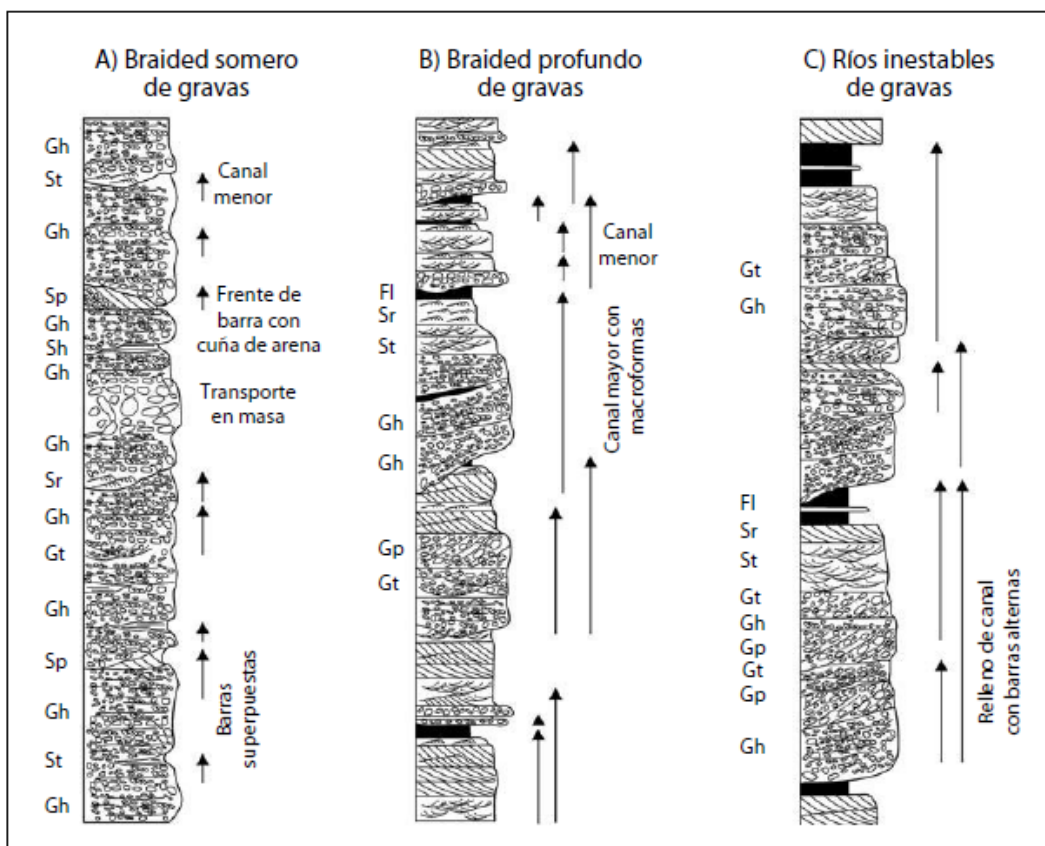 A) Braided somero
de gravas
Gh
St
Gh
Sp
Gh
Sh
Gh
Gh
Sr
Gh
Gt
Gh
Sp
Gh
St
Gh
Canal
menor
Frente de
barra con
cuña de arena
Transporte
en masa
Barras
superpuestas
B) Braided profundo
de gravas
Fl
Sr
St
Gh
Gh
Gp
Gt
Canal
menor
Canal mayor con
macroformas
C) Ríos inestables
de gravas
Gt
Gh
Fl
Sr
St
Gt
Gh
Gp
Gt
Gp
Gh
Relleno de canal
con barras alternas